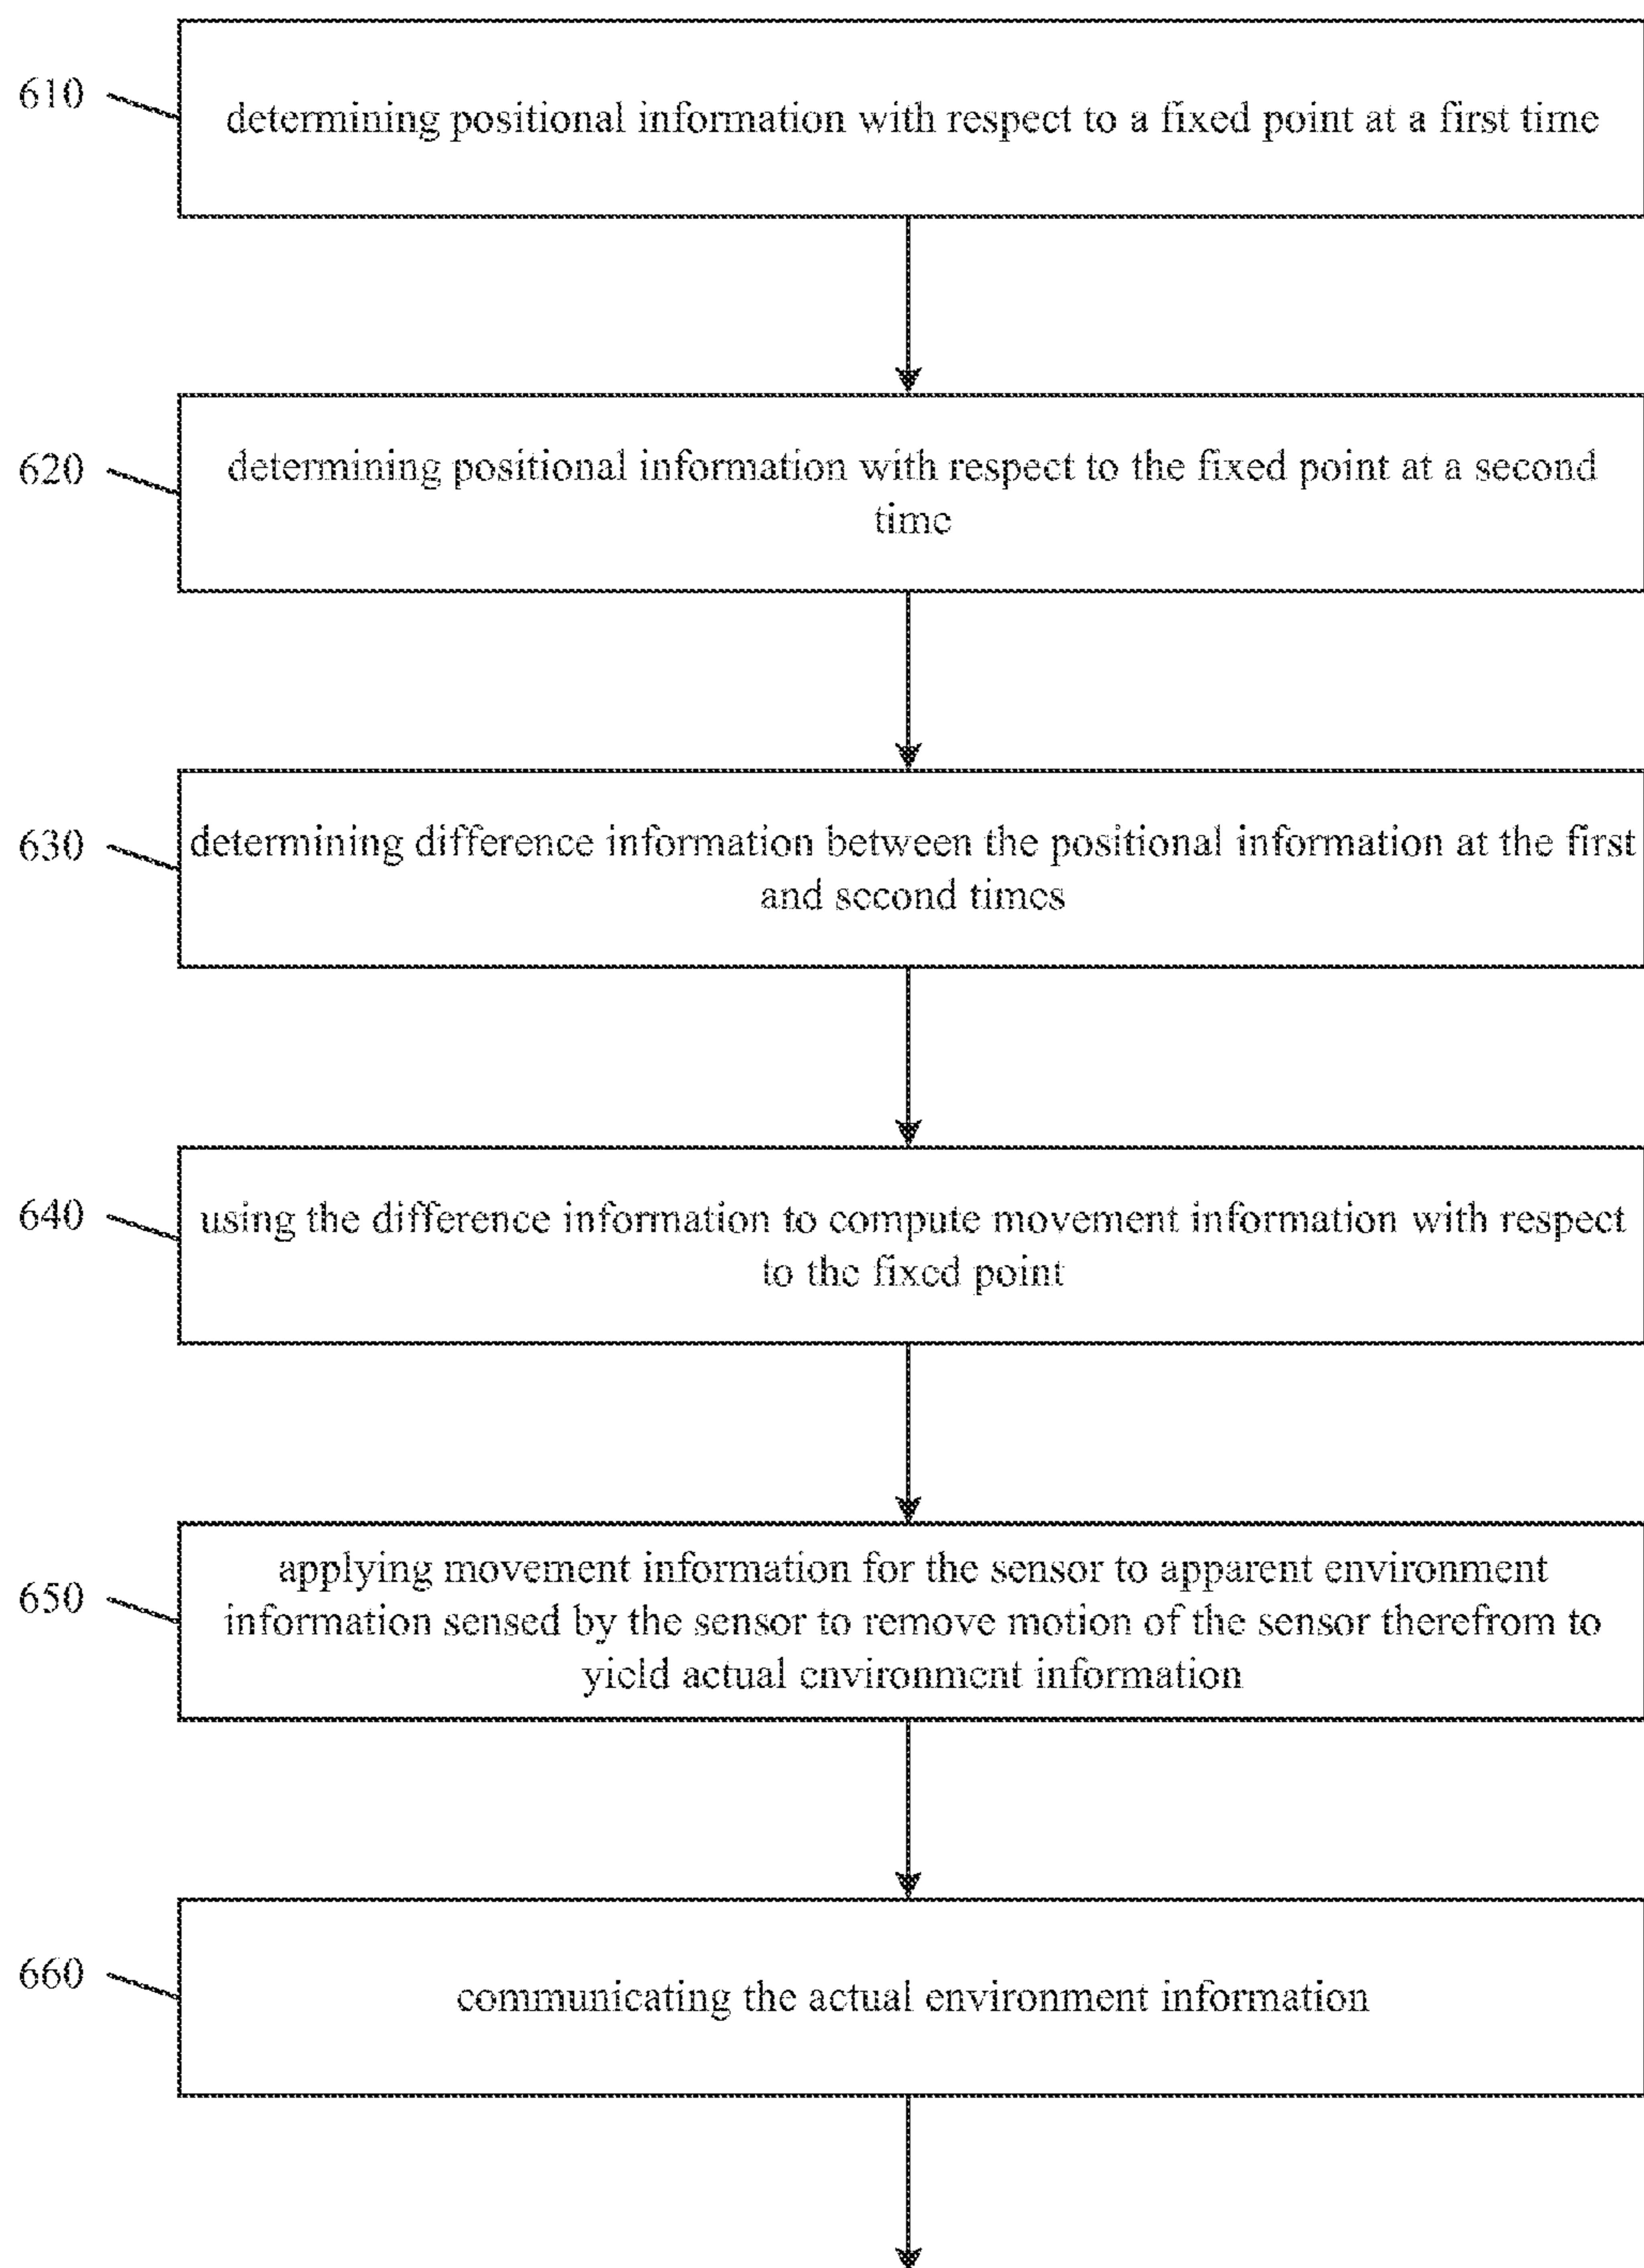 610
determining positional information with respect to a fixed point at a first time
620
determining positional information with respect to the fixed point at a second
time
630
determining difference information between the positional information at the first
and second times
640
using the difference information to compute movement information with respect
to the fixed point
650
applying movement information for the sensor to apparent environment
information sensed by the sensor to remove motion of the sensor therefrom to
yield actual environment information
660
communicating the actual environment information